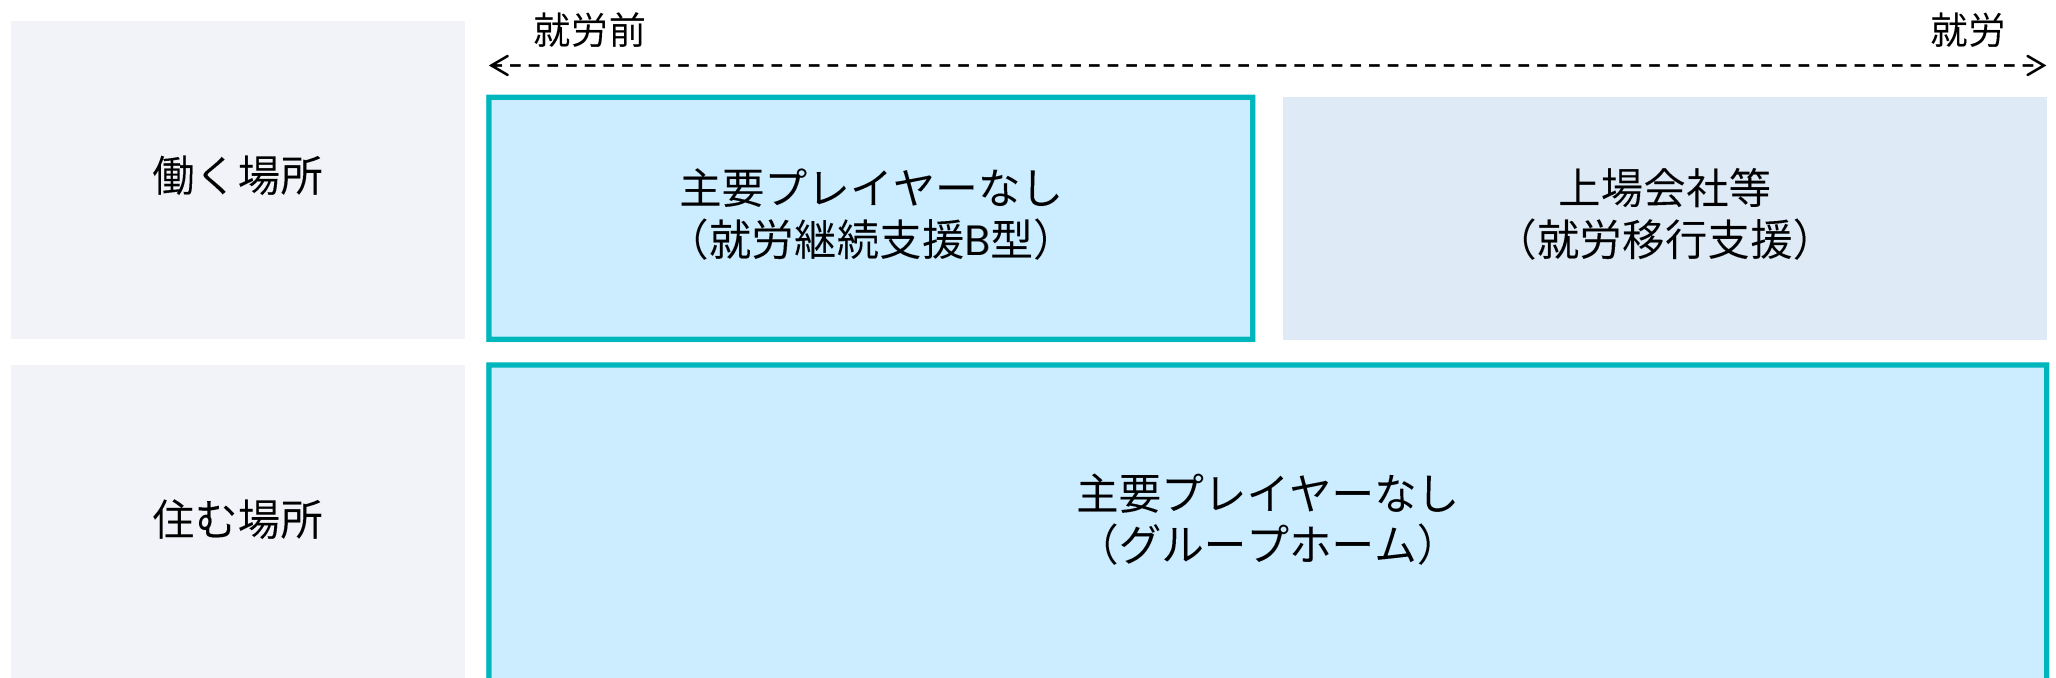 就労前
就労
働く場所
主要プレイヤーなし
（就労継続支援B型）
上場会社等
（就労移行支援）
住む場所
主要プレイヤーなし
（グループホーム）